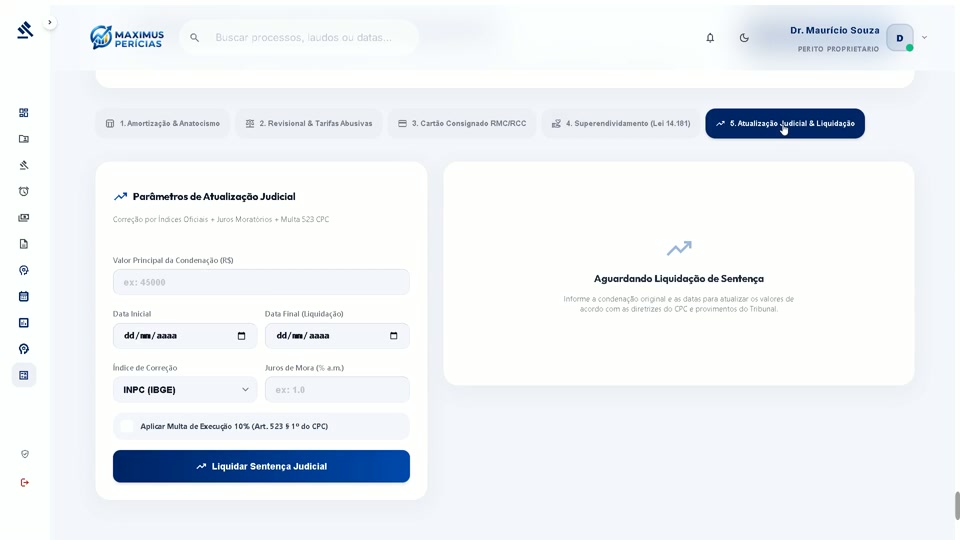 MAXIMUS
PERÍCIAS
Buscar processos, laudos ou datas...
Dr. Maurício Souza
PERITO PROPRIETARIO
D
1. Amortização & Anatocismo
2. Revisional & Tarifas Abusivas
3. Cartão Consignado RMC/RCC
4. Superendividamento (Lei 14.181)
5. Atualização Judicial & Liquidação
Parâmetros de Atualização Judicial
Correção por Índices Oficiais + Juros Moratórios + Multa 523 CPC
Valor Principal da Condenação (R$)
ex: 45000
Data Inicial
Data Final (Liquidação)
dd/mm/aaaa
dd/mm/aaaa
Índice de Correção
Juros de Mora (% a.m.)
INPC (IBGE)
ex: 1.0
Aplicar Multa de Execução 10% (Art. 523 § 1º do CPC)
Liquidar Sentença Judicial
Aguardando Liquidação de Sentença
Informe a condenação original e as datas para atualizar os valores de
acordo com as diretrizes do CPC e provimentos do Tribunal.